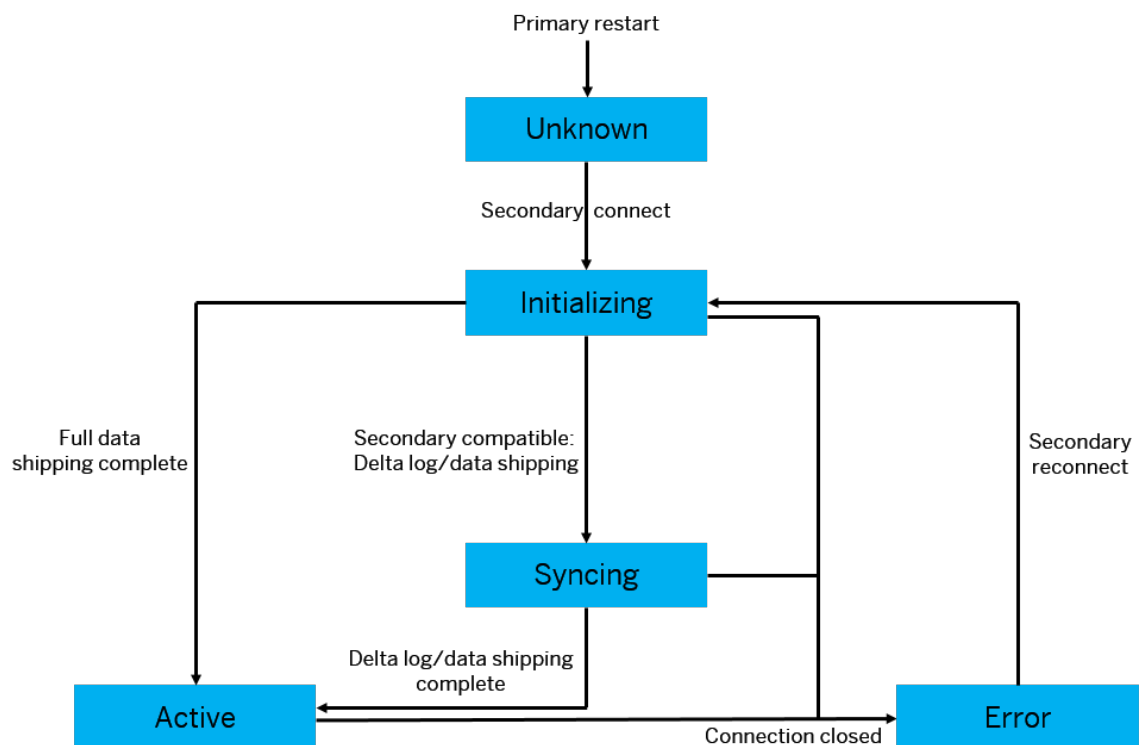 Primary restart
Unknown
Secondary connect
Initializing
Full data
shipping complete
Secondary compatible:
Delta log/data shipping
Secondary
reconnect
Syncing
Delta log/data shipping
complete
Active
Connection closed
Error